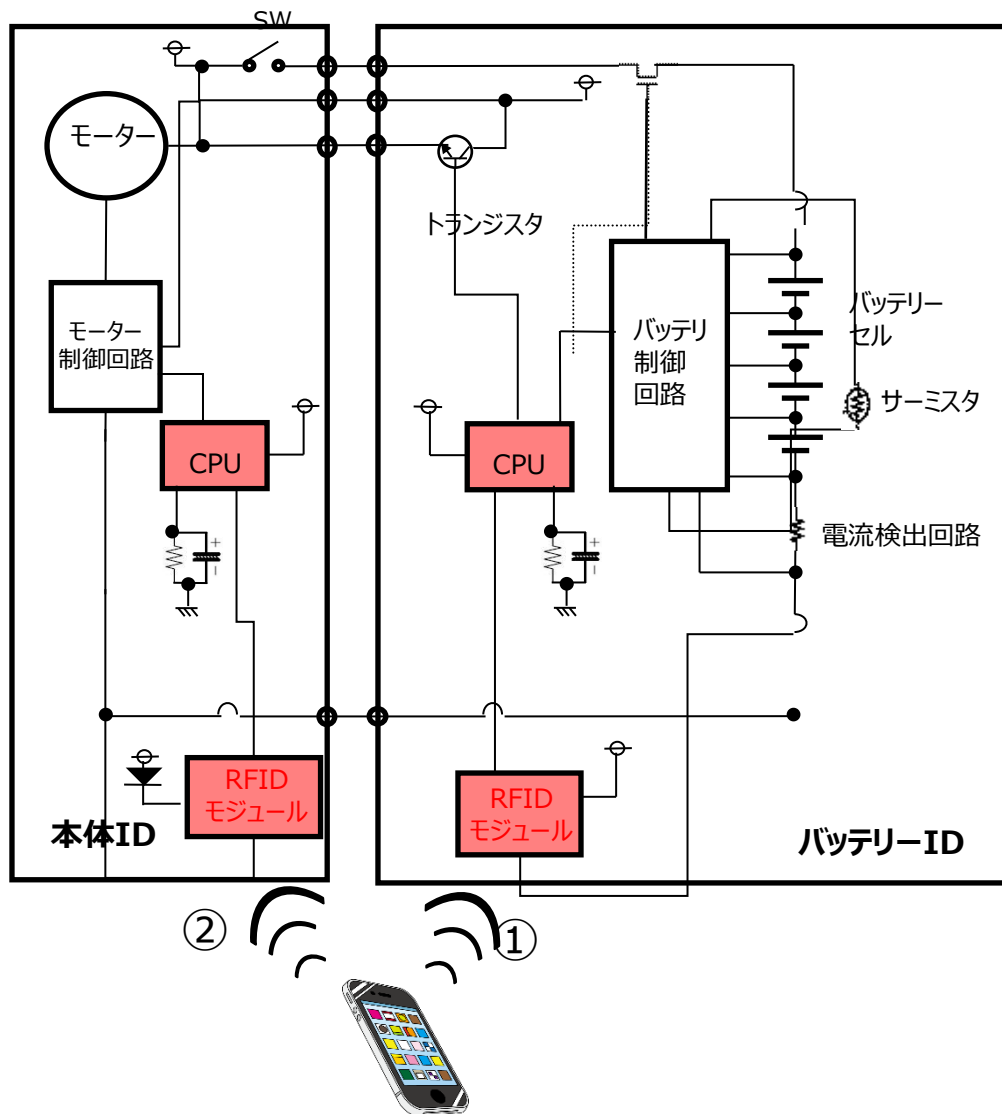 SW
モーター
トランジスタ
モーター
制御回路
バッテリ
制御
回路
バッテリー
セル
サーミスタ
CPU
CPU
+
−
+
−
電流検出回路
RFID
モジュール
RFID
モジュール
本体ID
バッテリーID
②
①